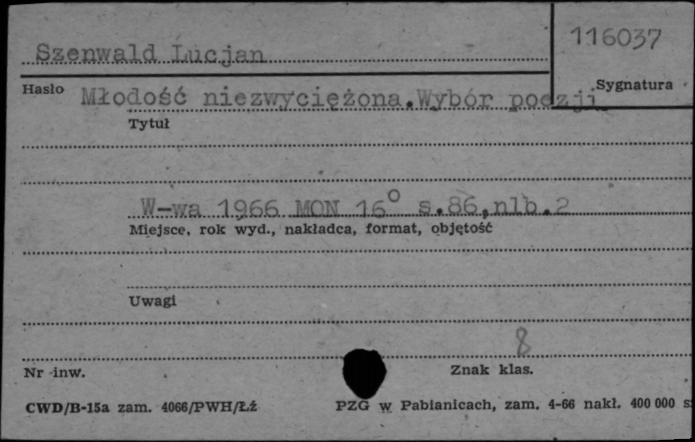 Szenwald Lucjan
116037
Hasło
Sygnatura
Młodość niezwyciężona.Wybór poezji
Tytuł
W-wa 1966 MON 16° s.86,nlb.2
Miejsce, rok wyd., nakładca, format, objętość
Uwagi
8
Nr inw.
Znak klas.
CWD/B-15a zam. 4066/PWH/Łź
PZG w Pabianicach, zam. 4-66 nakł. 400 000 s